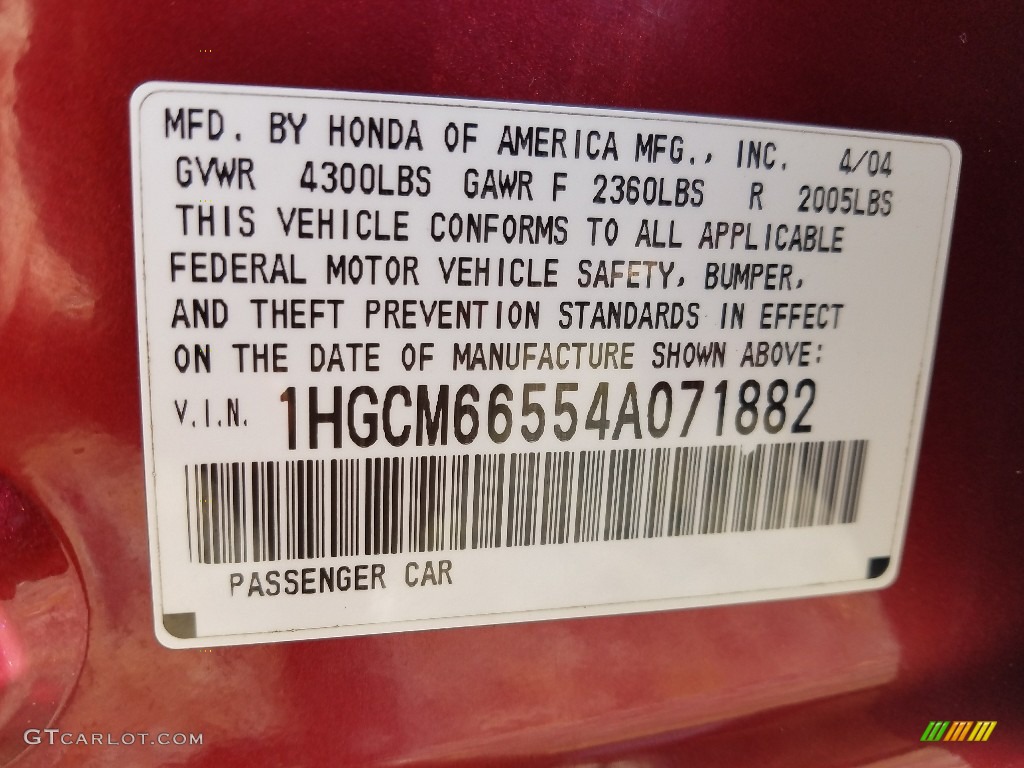 MFD. BY HONDA OF AMERICA MFG., INC. 4/04
GVWR 4300LBS GAWR F 2360LBS R 2005LBS
THIS VEHICLE CONFORMS TO ALL APPLICABLE
FEDERAL MOTOR VEHICLE SAFETY, BUMPER,
AND THEFT PREVENTION STANDARDS IN EFFECT
ON THE DATE OF MANUFACTURE SHOWN ABOVE:
V.I.N. 1HGCM66554A071882
PASSENGER CAR
GTCARLOT.COM